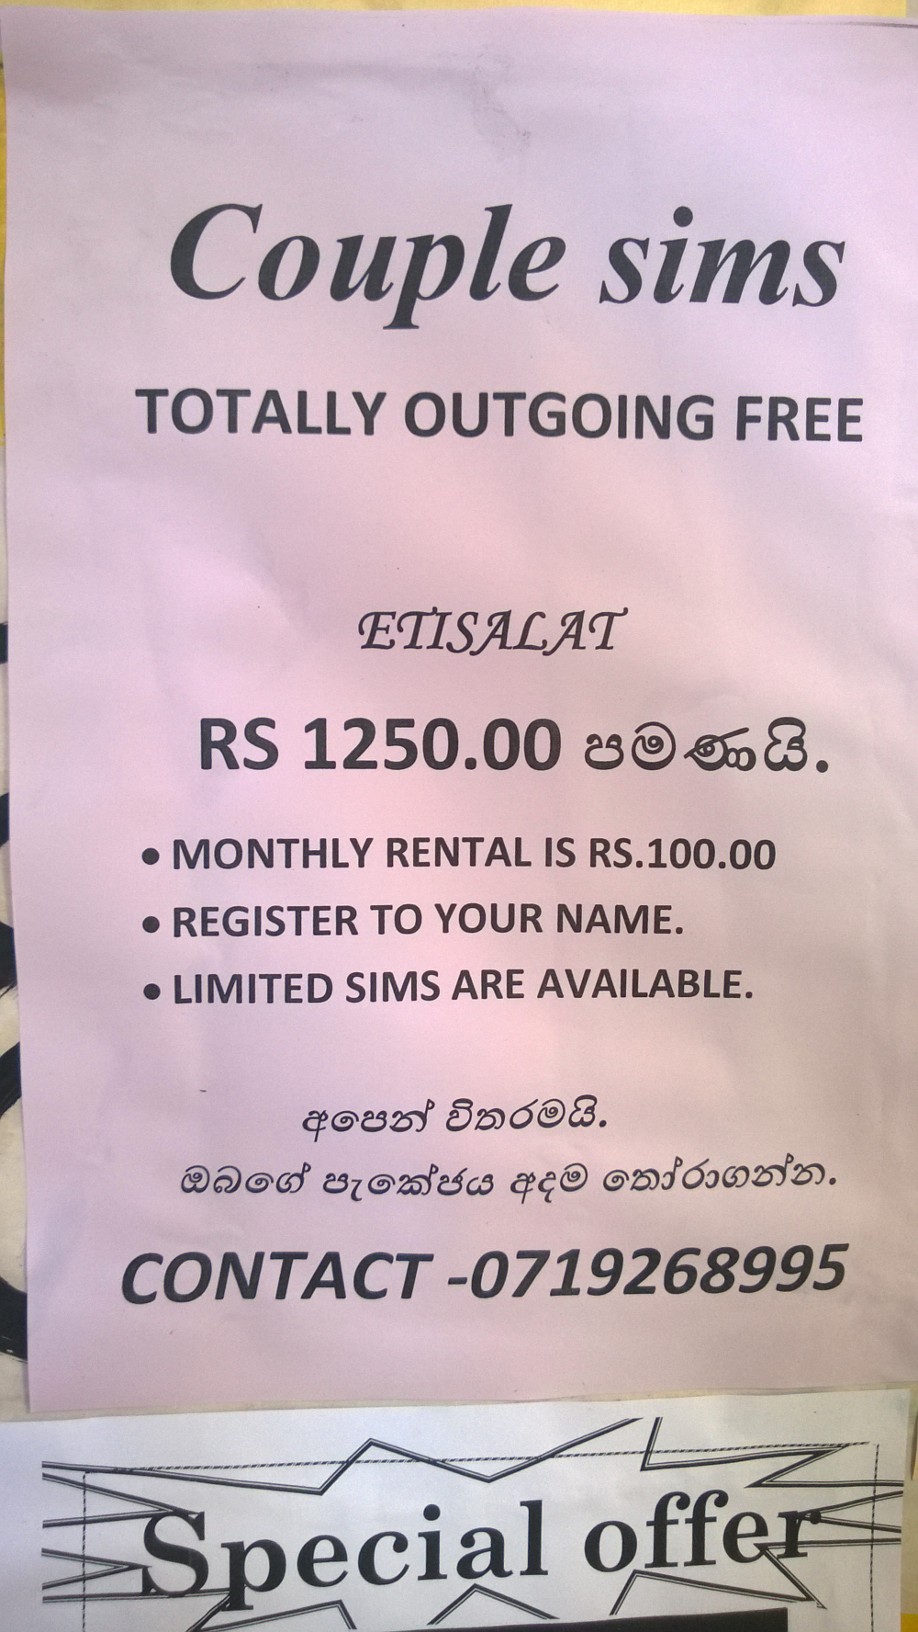 Couple sims
TOTALLY OUTGOING FREE
ETISALAT
RS 1250.00 පමණයි.
• MONTHLY RENTAL IS RS.100.00
• REGISTER TO YOUR NAME.
• LIMITED SIMS ARE AVAILABLE.
අපෙන් විතරමයි.
ඔබගේ පැකේජය අදම තෝරාගන්න.
CONTACT -0719268995
Special offer